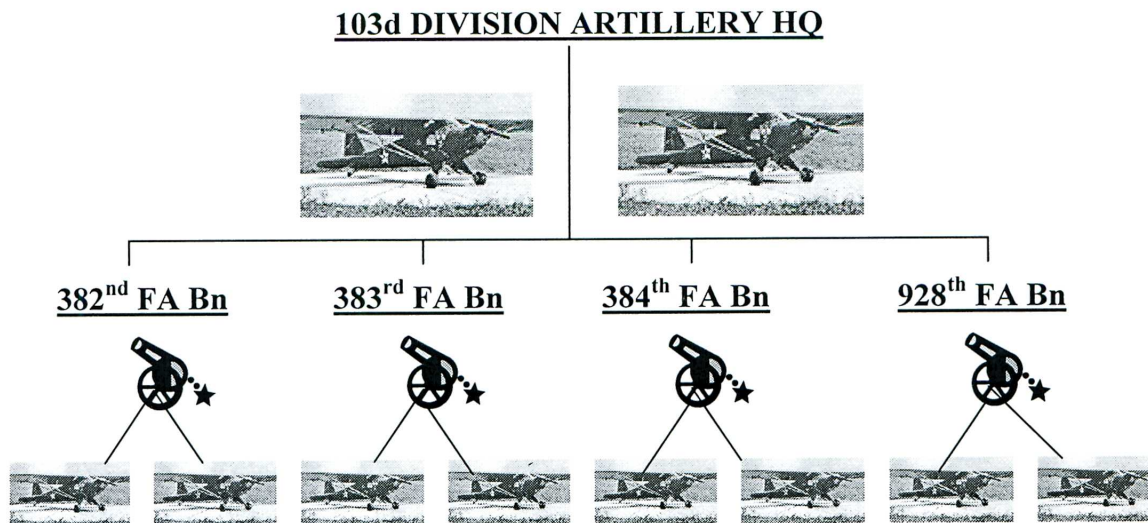 103d DIVISION ARTILLERY HQ
382nd FA Bn
383rd FA Bn
384th FA Bn
928th FA Bn